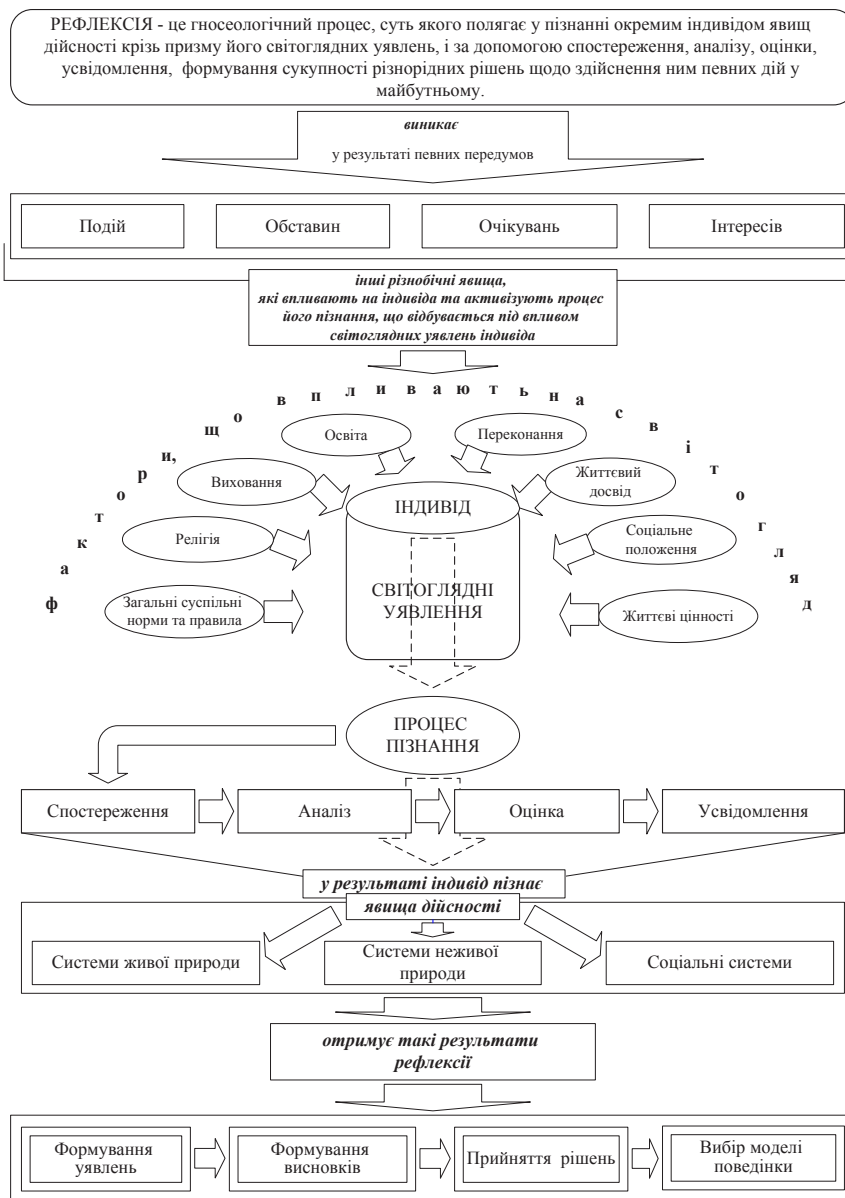 РЕФЛЕКСІЯ - це гносеологічний процес, суть якого полягає у пізнанні окремим індивідом явищ
дійсності крізь призму його світоглядних уявлень, і за допомогою спостереження, аналізу, оцінки,
усвідомлення, формування сукупності різнорідних рішень щодо здійснення ним певних дій у
майбутньому.
виникає
у результаті певних передумов
Подій
Обставин
Очікувань
Інтересів
інші різнобічні явища,
які впливають на індивіда та активізують процес
його пізнання, що відбувається під впливом
світоглядних уявлень індивіда
фактори, що впливають на світогляд
Освіта
Переконання
Виховання
Життєвий
досвід
Релігія
Соціальне
положення
Загальні суспільні
норми та правила
Життєві цінності
ІНДИВІД
СВІТОГЛЯДНІ
УЯВЛЕННЯ
ПРОЦЕС
ПІЗНАННЯ
Спостереження
Аналіз
Оцінка
Усвідомлення
у результаті індивід пізнає
явища дійсності
Системи живої природи
Системи неживої
природи
Соціальні системи
отримує такі результати
рефлексії
Формування
уявлень
Формування
висновків
Прийняття рішень
Вибір моделі
поведінки